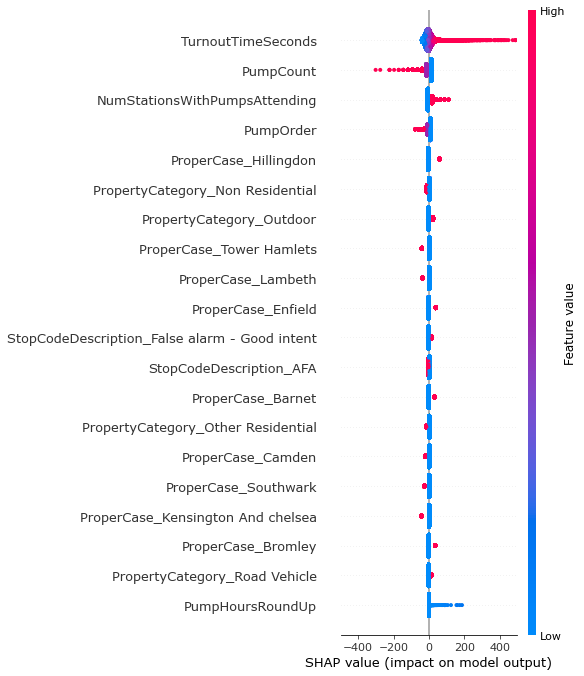 High
TurnoutTimeSeconds
PumpCount
NumStationsWithPumpsAttending
PumpOrder
ProperCase_Hillingdon
PropertyCategory_Non Residential
PropertyCategory_Outdoor
ProperCase_Tower Hamlets
ProperCase_Lambeth
ProperCase_Enfield
StopCodeDescription_False alarm - Good intent
StopCodeDescription_AFA
ProperCase_Barnet
PropertyCategory_Other Residential
ProperCase_Camden
ProperCase_Southwark
ProperCase_Kensington And chelsea
ProperCase_Bromley
PropertyCategory_Road Vehicle
PumpHoursRoundUp
Feature value
Low
−400 −200 0 200 400
SHAP value (impact on model output)